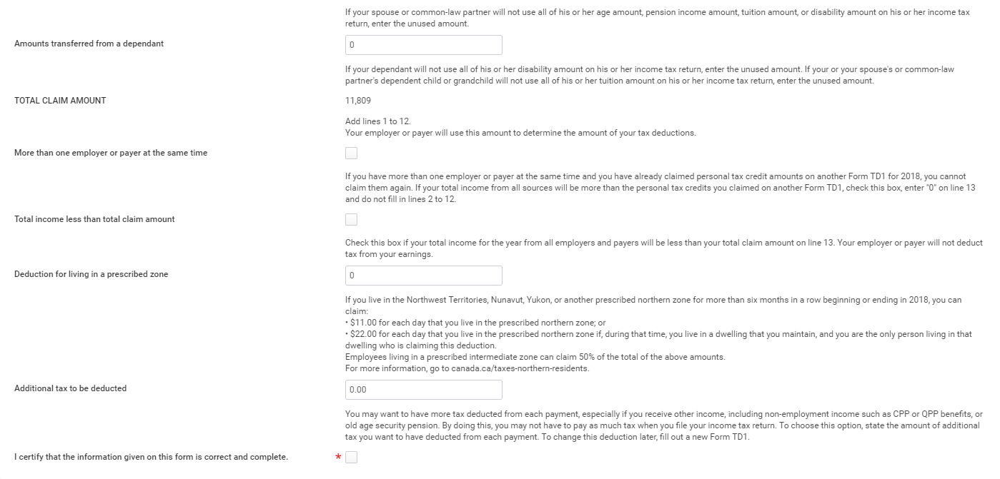 If your spouse or common-law partner will not use all of his or her age amount, pension income amount, tuition amount, or disability amount on his or her income tax
return, enter the unused amount.
Amounts transferred from a dependant
0
If your dependant will not use all of his or her disability amount on his or her income tax return, enter the unused amount. If your or your spouse's or common-law
partner's dependent child or grandchild will not use all of his or her tuition amount on his or her income tax return, enter the unused amount.
TOTAL CLAIM AMOUNT
11,809
Add lines 1 to 12.
Your employer or payer will use this amount to determine the amount of your tax deductions.
More than one employer or payer at the same time
If you have more than one employer or payer at the same time and you have already claimed personal tax credit amounts on another Form TD1 for 2018, you cannot
claim them again. If your total income from all sources will be more than the personal tax credits you claimed on another Form TD1, check this box, enter "0" on line 13
and do not fill in lines 2 to 12.
Total income less than total claim amount
Check this box if your total income for the year from all employers and payers will be less than your total claim amount on line 13. Your employer or payer will not deduct
tax from your earnings.
Deduction for living in a prescribed zone
0
If you live in the Northwest Territories, Nunavut, Yukon, or another prescribed northern zone for more than six months in a row beginning or ending in 2018, you can
claim:
• $11.00 for each day that you live in the prescribed northern zone; or
• $22.00 for each day that you live in the prescribed northern zone if, during that time, you live in a dwelling that you maintain, and you are the only person living in that
dwelling who is claiming this deduction.
Employees living in a prescribed intermediate zone can claim 50% of the total of the above amounts.
For more information, go to canada.ca/taxes-northern-residents.
Additional tax to be deducted
0.00
You may want to have more tax deducted from each payment, especially if you receive other income, including non-employment income such as CPP or QPP benefits, or
old age security pension. By doing this, you may not have to pay as much tax when you file your income tax return. To choose this option, state the amount of additional
tax you want to have deducted from each payment. To change this deduction later, fill out a new Form TD1.
I certify that the information given on this form is correct and complete. *